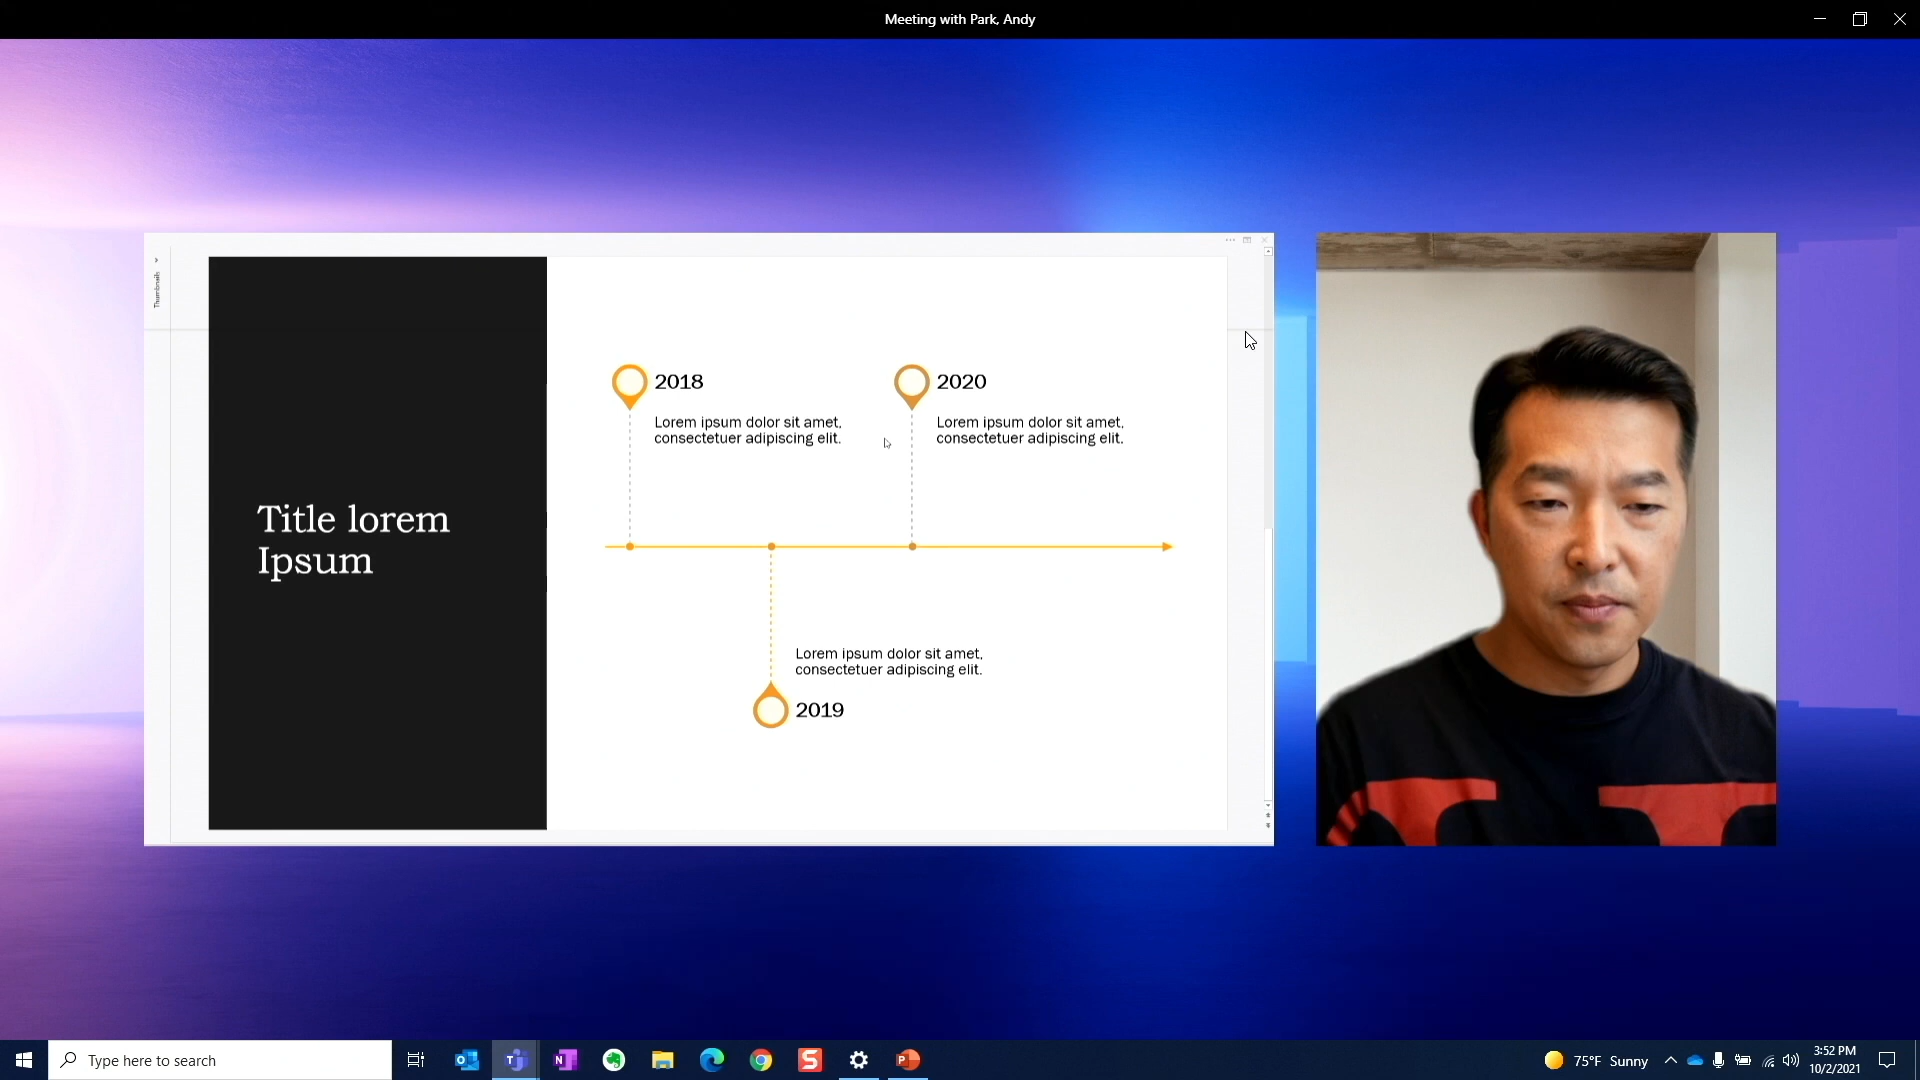 Meeting with Park, Andy
Thumbnails
Title lorem
Ipsum
2018
Lorem ipsum dolor sit amet,
consectetuer adipiscing elit.
2020
Lorem ipsum dolor sit amet,
consectetuer adipiscing elit.
Lorem ipsum dolor sit amet,
consectetuer adipiscing elit.
2019
Type here to search
75°F Sunny
3:52 PM
10/2/2021